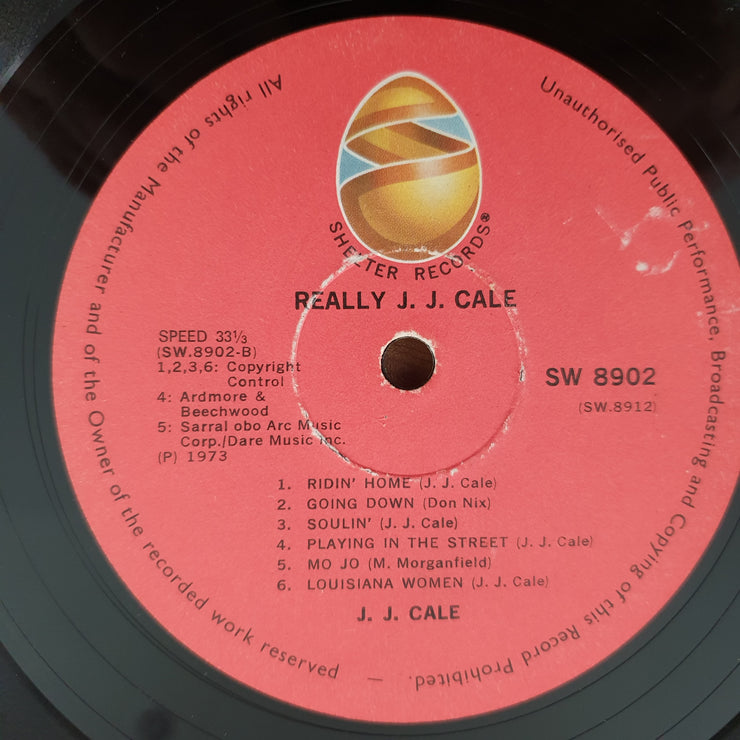 All rights of the Manufacturer and of the Owner of the recorded work reserved — Unauthorised Public Performance, Broadcasting and Copying of this Record Prohibited.
SHELTER RECORDS®
REALLY J. J. CALE
SPEED 33⅓
(SW.8902-B)
1,2,3,6: Copyright
Control
4: Ardmore &
Beechwood
5: Sarral obo Arc Music
Corp./Dare Music Inc.
(P) 1973
SW 8902
(SW.8912)
1. RIDIN' HOME (J. J. Cale)
2. GOING DOWN (Don Nix)
3. SOULIN' (J. J. Cale)
4. PLAYING IN THE STREET (J. J. Cale)
5. MO JO (M. Morganfield)
6. LOUISIANA WOMEN (J. J. Cale)
J. J. CALE